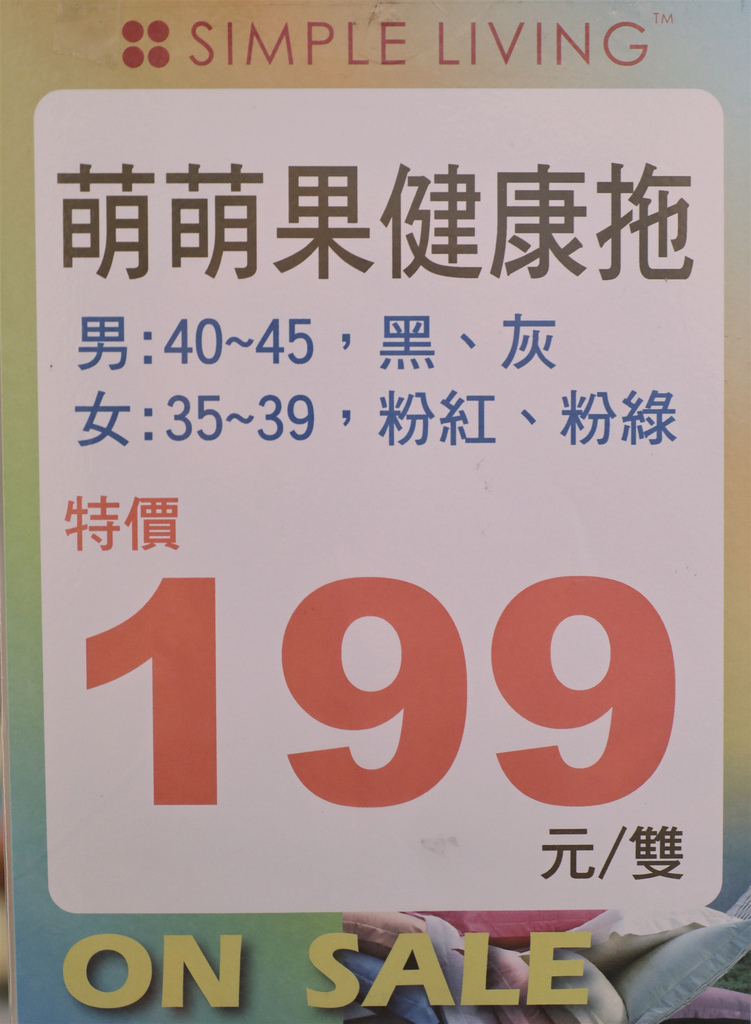 SIMPLE LIVING™
萌萌果健康拖
男:40~45，黑、灰
女:35~39，粉紅、粉綠
特價
199
元/雙
ON SALE